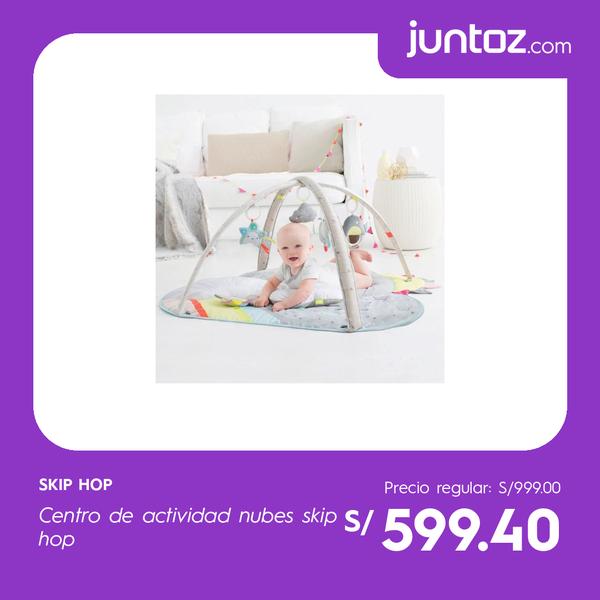 juntoz.com
SKIP HOP
Centro de actividad nubes skip
hop
Precio regular: S/999.00
S/ 599.40